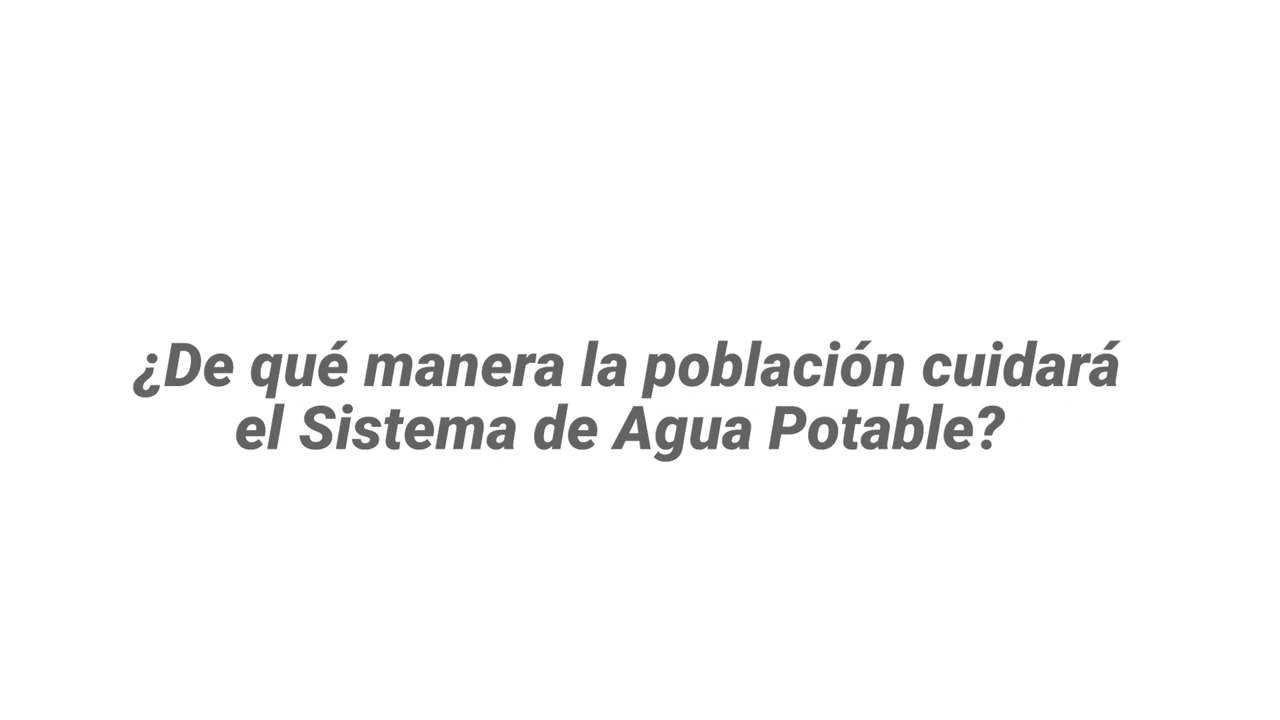 ¿De qué manera la población cuidará
el Sistema de Agua Potable?